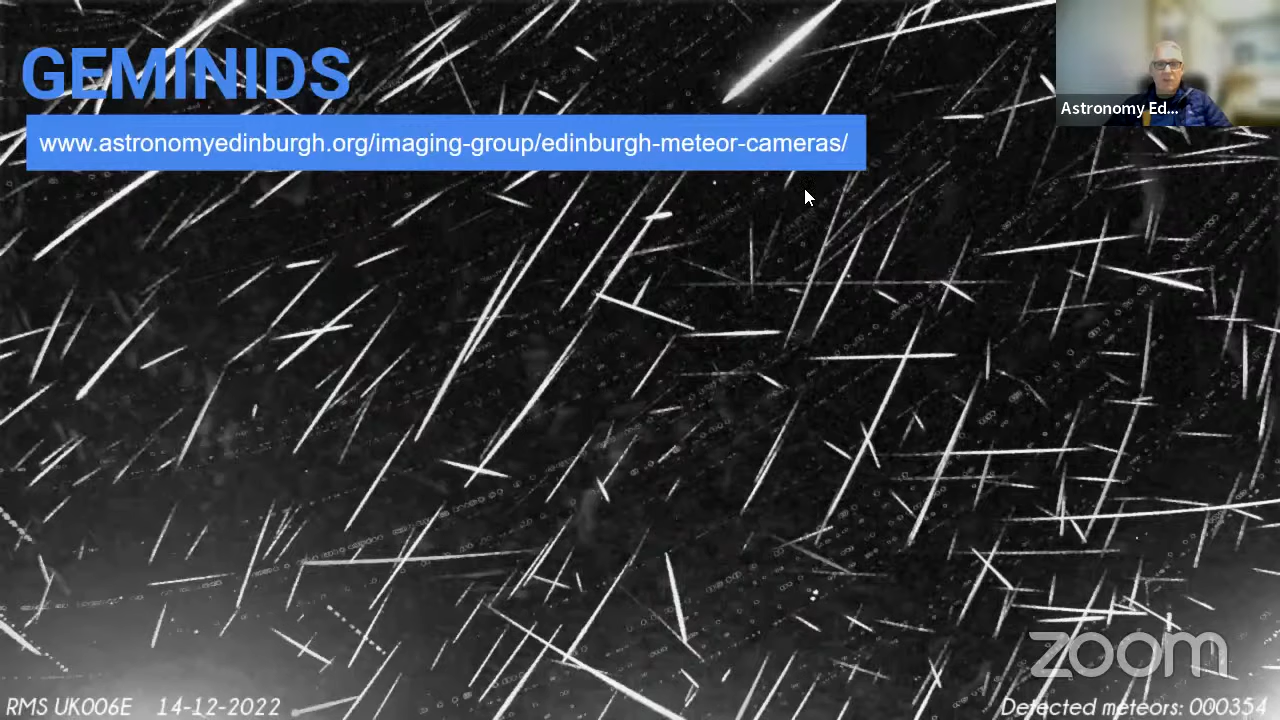 GEMINIDS
www.astronomyedinburgh.org/imaging-group/edinburgh-meteor-cameras/
Astronomy Ed...
zoom
RMS UK006E 14-12-2022
Detected meteors: 000354